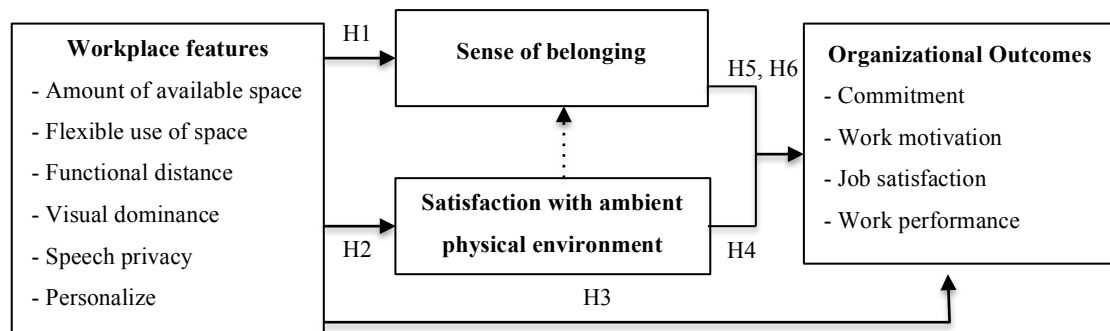 Workplace features
- Amount of available space
- Flexible use of space
- Functional distance
- Visual dominance
- Speech privacy
- Personalize
H1
H2
Sense of belonging
Satisfaction with ambient
physical environment
H5, H6
H4
H3
Organizational Outcomes
- Commitment
- Work motivation
- Job satisfaction
- Work performance